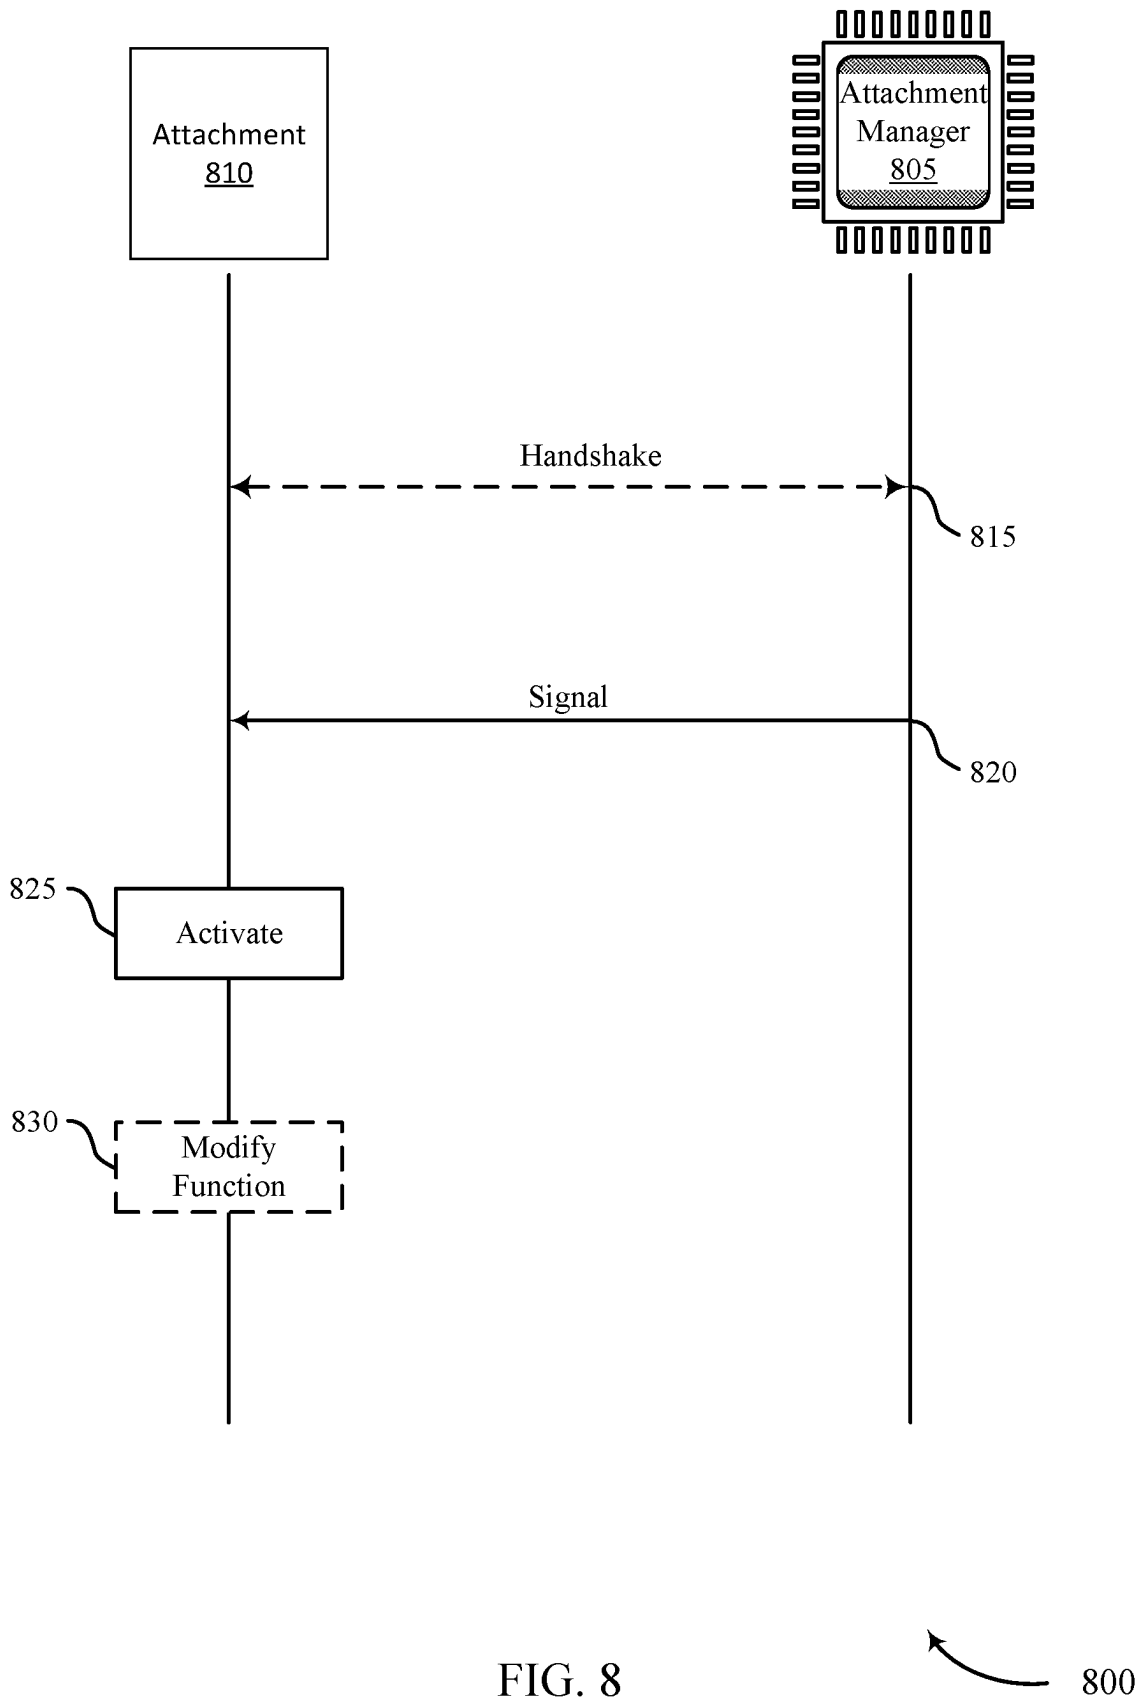 Attachment
810
Attachment
Manager
805
Handshake
815
Signal
820
825
Activate
830
Modify
Function
FIG. 8
800